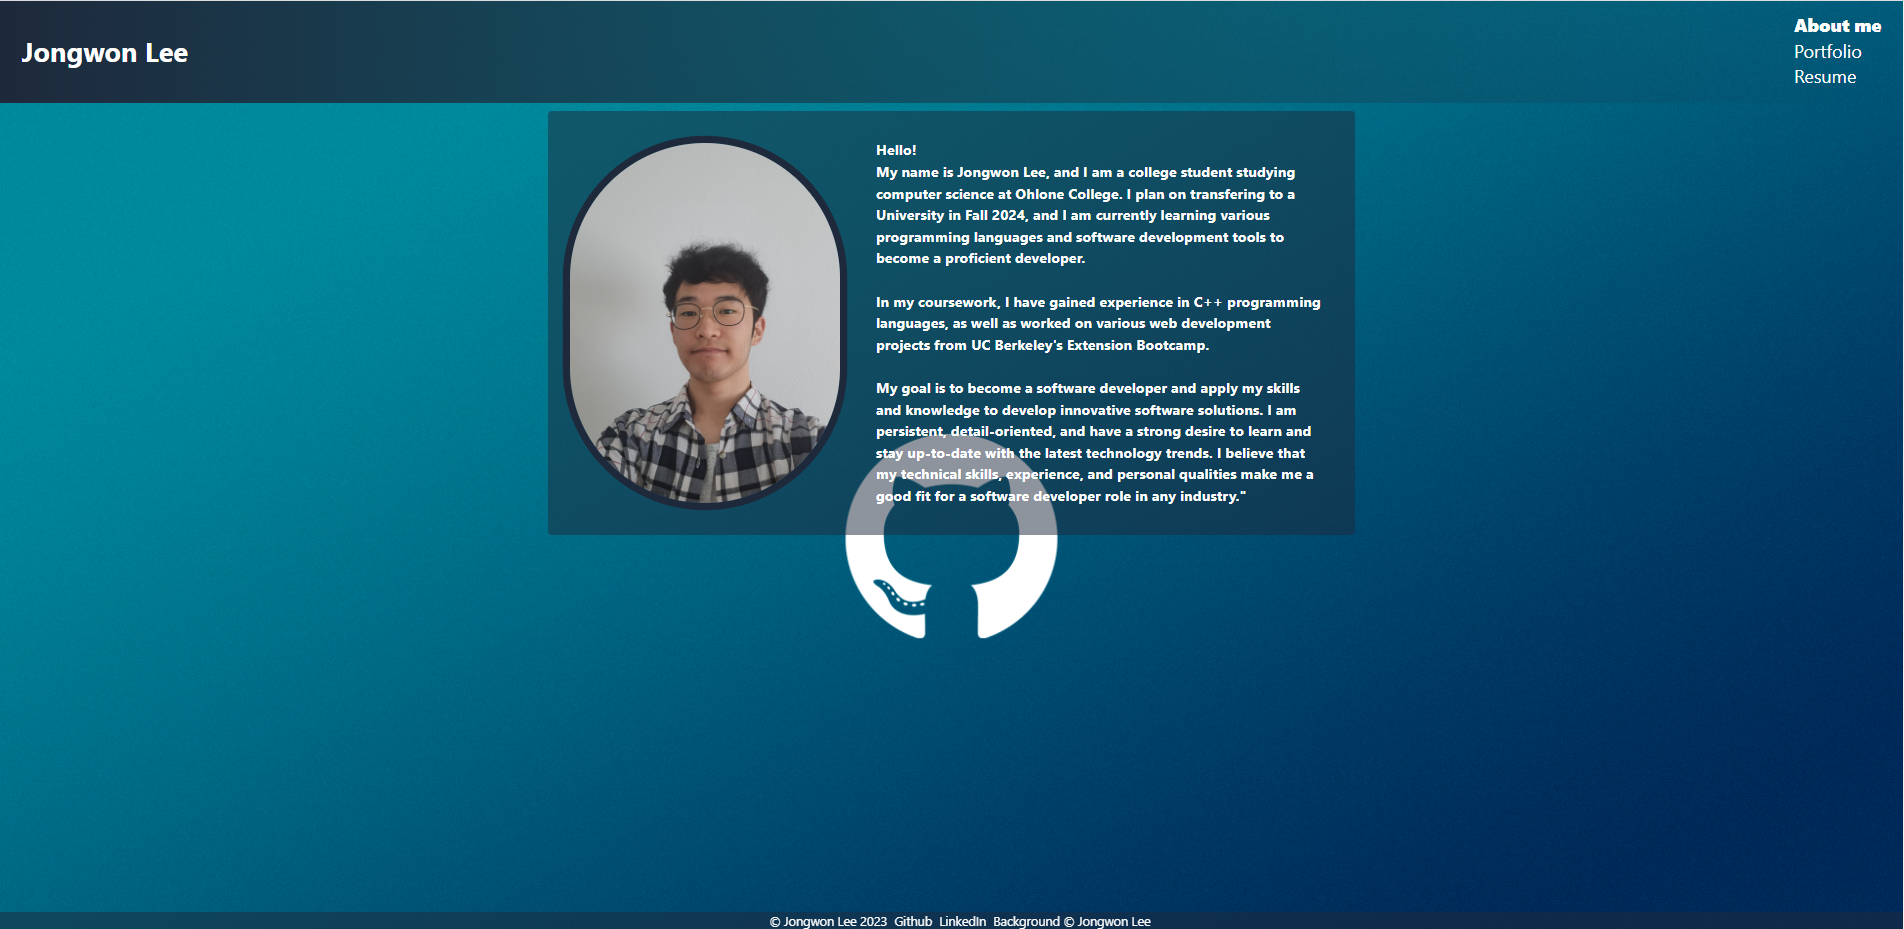 Jongwon Lee
About me
Portfolio
Resume
Hello!
My name is Jongwon Lee, and I am a college student studying
computer science at Ohlone College. I plan on transfering to a
University in Fall 2024, and I am currently learning various
programming languages and software development tools to
become a proficient developer.
In my coursework, I have gained experience in C++ programming
languages, as well as worked on various web development
projects from UC Berkeley's Extension Bootcamp.
My goal is to become a software developer and apply my skills
and knowledge to develop innovative software solutions. I am
persistent, detail-oriented, and have a strong desire to learn and
stay up-to-date with the latest technology trends. I believe that
my technical skills, experience, and personal qualities make me a
good fit for a software developer role in any industry."
© Jongwon Lee 2023 Github LinkedIn Background © Jongwon Lee